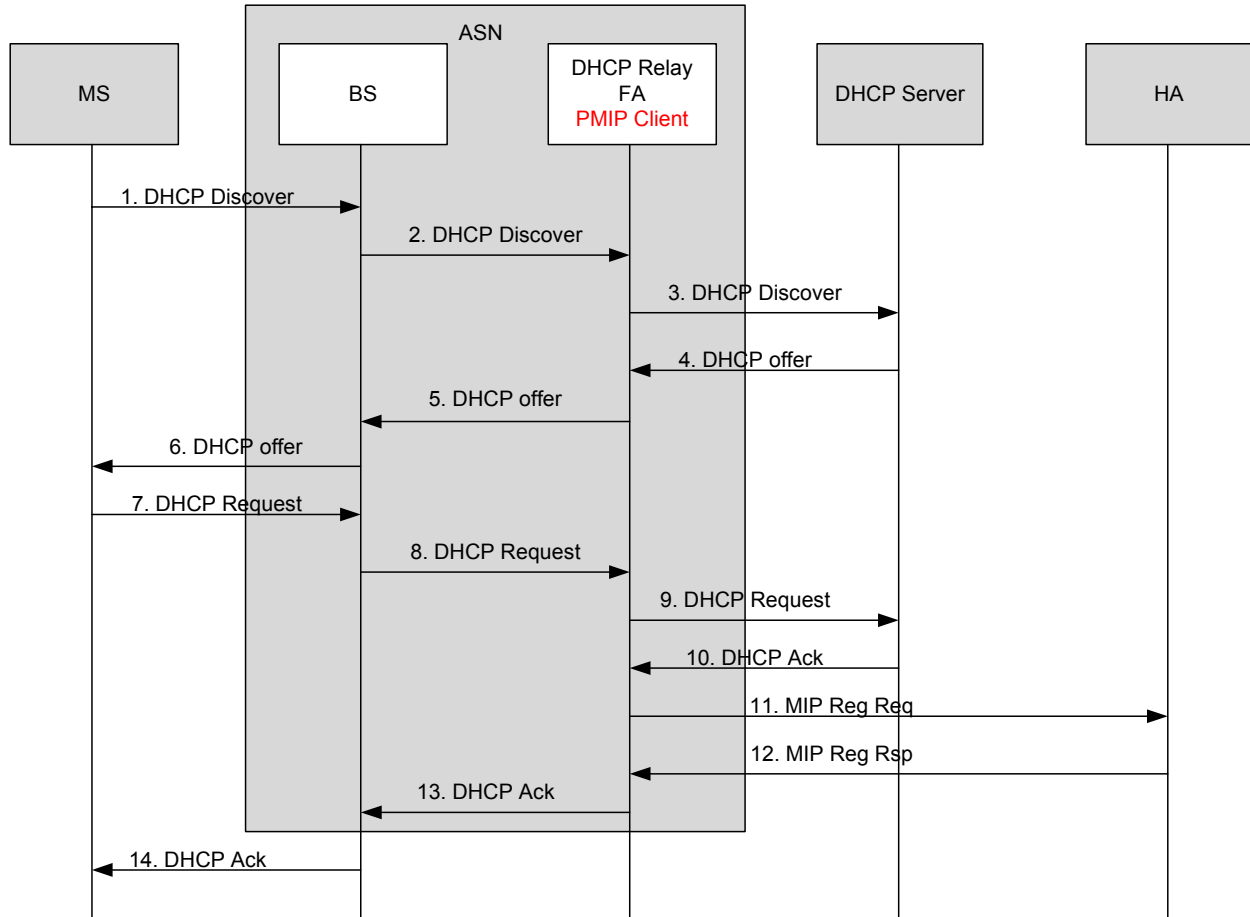 ASN
MS
BS
DHCP Relay
FA
PMIP Client
DHCP Server
HA
1. DHCP Discover
2. DHCP Discover
3. DHCP Discover
4. DHCP offer
5. DHCP offer
6. DHCP offer
7. DHCP Request
8. DHCP Request
9. DHCP Request
10. DHCP Ack
11. MIP Reg Req
12. MIP Reg Rsp
13. DHCP Ack
14. DHCP Ack